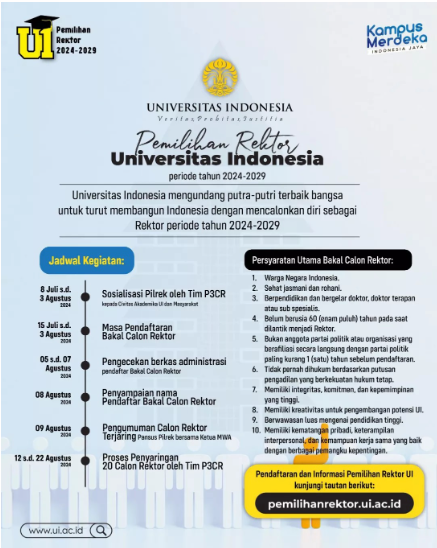 UI
Pemilihan
Rektor
2024-2029
Kampus
Merdeka
INDONESIA JAYA
UNIVERSITAS INDONESIA
Veritas, Probitas, Iustitia
Pemilihan Rektor
Universitas Indonesia
periode tahun 2024-2029
Universitas Indonesia mengundang putra-putri terbaik bangsa
untuk turut membangun Indonesia dengan mencalonkan diri sebagai
Rektor periode tahun 2024-2029
Jadwal Kegiatan:
8 Juli s.d.
3 Agustus
2024
Sosialisasi Pilrek oleh Tim P3CR
kepada Civitas Akademika UI dan Masyarakat
15 Juli s.d.
3 Agustus
2024
Masa Pendaftaran
Bakal Calon Rektor
05 s.d. 07
Agustus
2024
Pengecekan berkas administrasi
pendaftar Bakal Calon Rektor
08 Agustus
2024
Penyampaian nama
Pendaftar Bakal Calon Rektor
09 Agustus
2024
Pengumuman Calon Rektor
Terjaring Pansus Pilrek bersama Ketua MWA
12 s.d. 22 Agustus
2024
Proses Penyaringan
20 Calon Rektor oleh Tim P3CR
Persyaratan Utama Bakal Calon Rektor:
1. Warga Negara Indonesia.
2. Sehat jasmani dan rohani.
3. Berpendidikan dan bergelar doktor, doktor terapan
atau sub spesialis.
4. Belum berusia 60 (enam puluh) tahun pada saat
dilantik menjadi Rektor.
5. Bukan anggota partai politik atau organisasi yang
berafiliasi secara langsung dengan partai politik
paling kurang 1 (satu) tahun sebelum pendaftaran.
6. Tidak pernah dihukum berdasarkan putusan
pengadilan yang berkekuatan hukum tetap.
7. Memiliki integritas, komitmen, dan kepemimpinan
yang tinggi.
8. Memiliki kreativitas untuk pengembangan potensi UI.
9. Berwawasan luas mengenai pendidikan tinggi.
10. Memiliki kematangan pribadi, keterampilan
interpersonal, dan kemampuan kerja sama yang baik
dengan berbagai pemangku kepentingan.
Pendaftaran dan Informasi Pemilihan Rektor UI
kunjungi tautan berikut:
pemilihanrektor.ui.ac.id
www.ui.ac.id